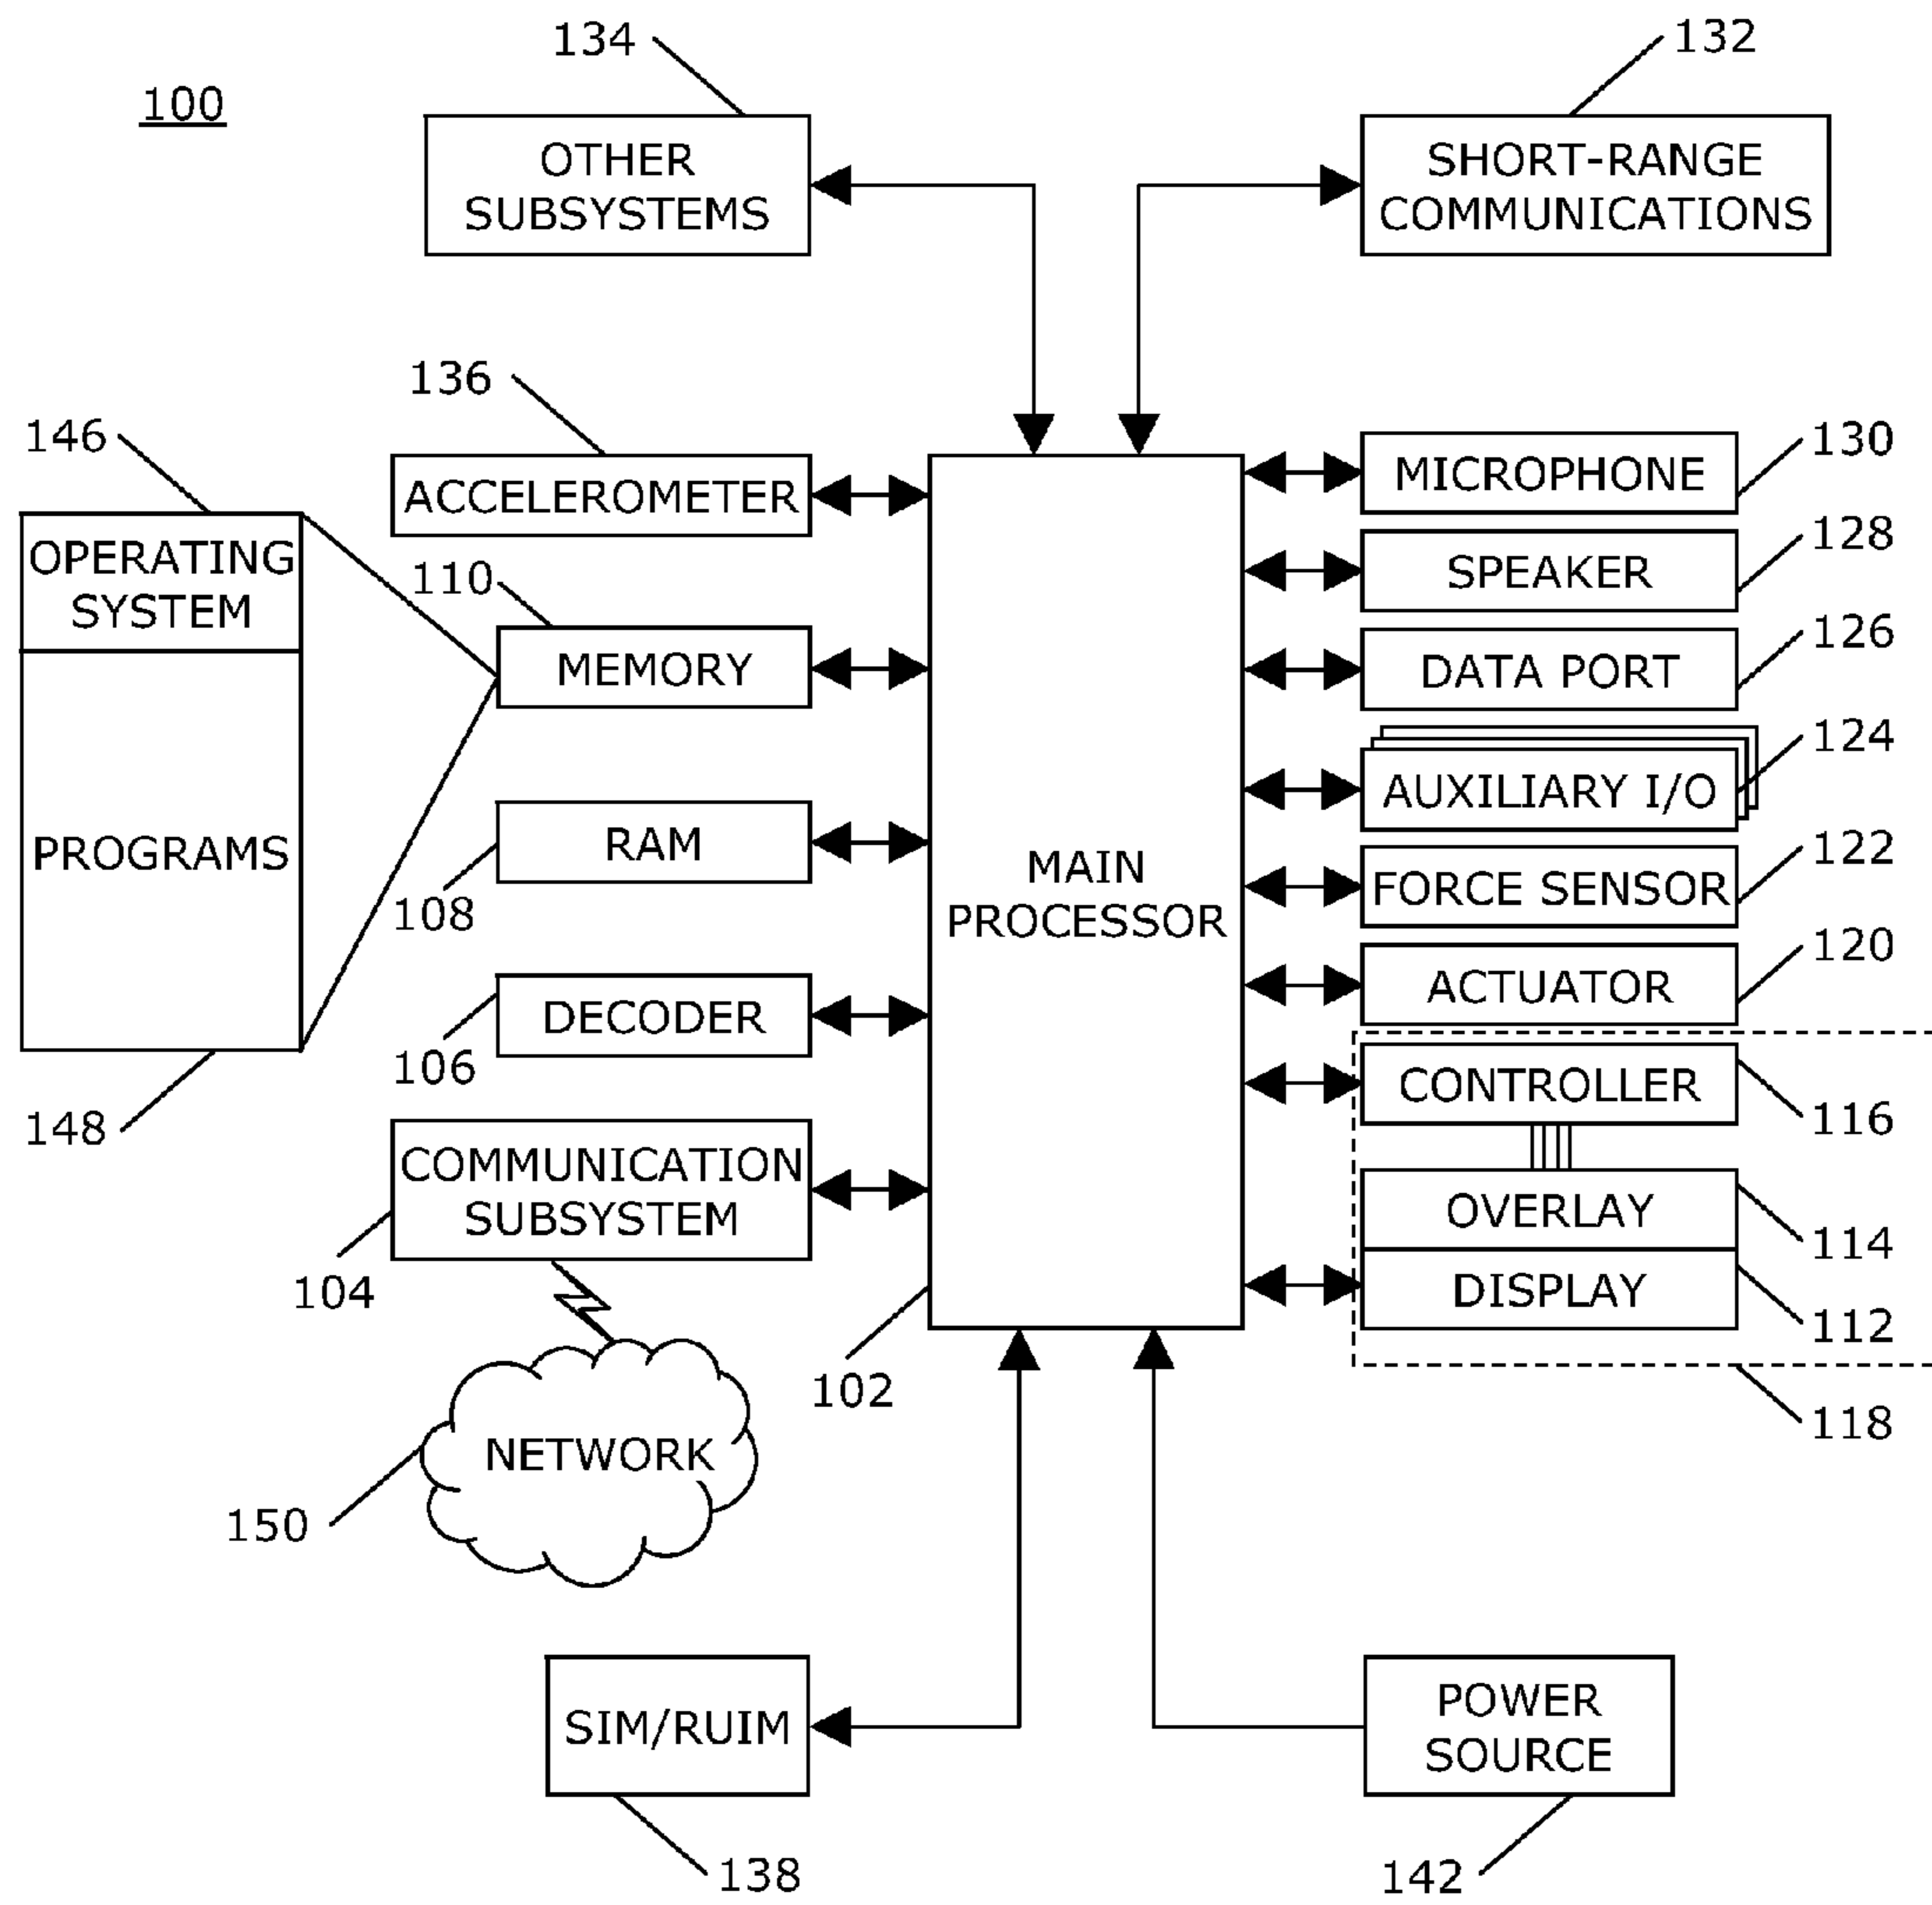 134
132
100
OTHER
SUBSYSTEMS
SHORT-RANGE
COMMUNICATIONS
136
146
130
ACCELEROMETER
MICROPHONE
OPERATING
SYSTEM
110
128
SPEAKER
MEMORY
126
DATA PORT
124
AUXILIARY I/O
PROGRAMS
RAM
108
MAIN
PROCESSOR
122
FORCE SENSOR
120
ACTUATOR
DECODER
106
CONTROLLER
116
148
COMMUNICATION
SUBSYSTEM
104
OVERLAY
114
DISPLAY
112
102
118
NETWORK
150
SIM/RUIM
POWER
SOURCE
138
142